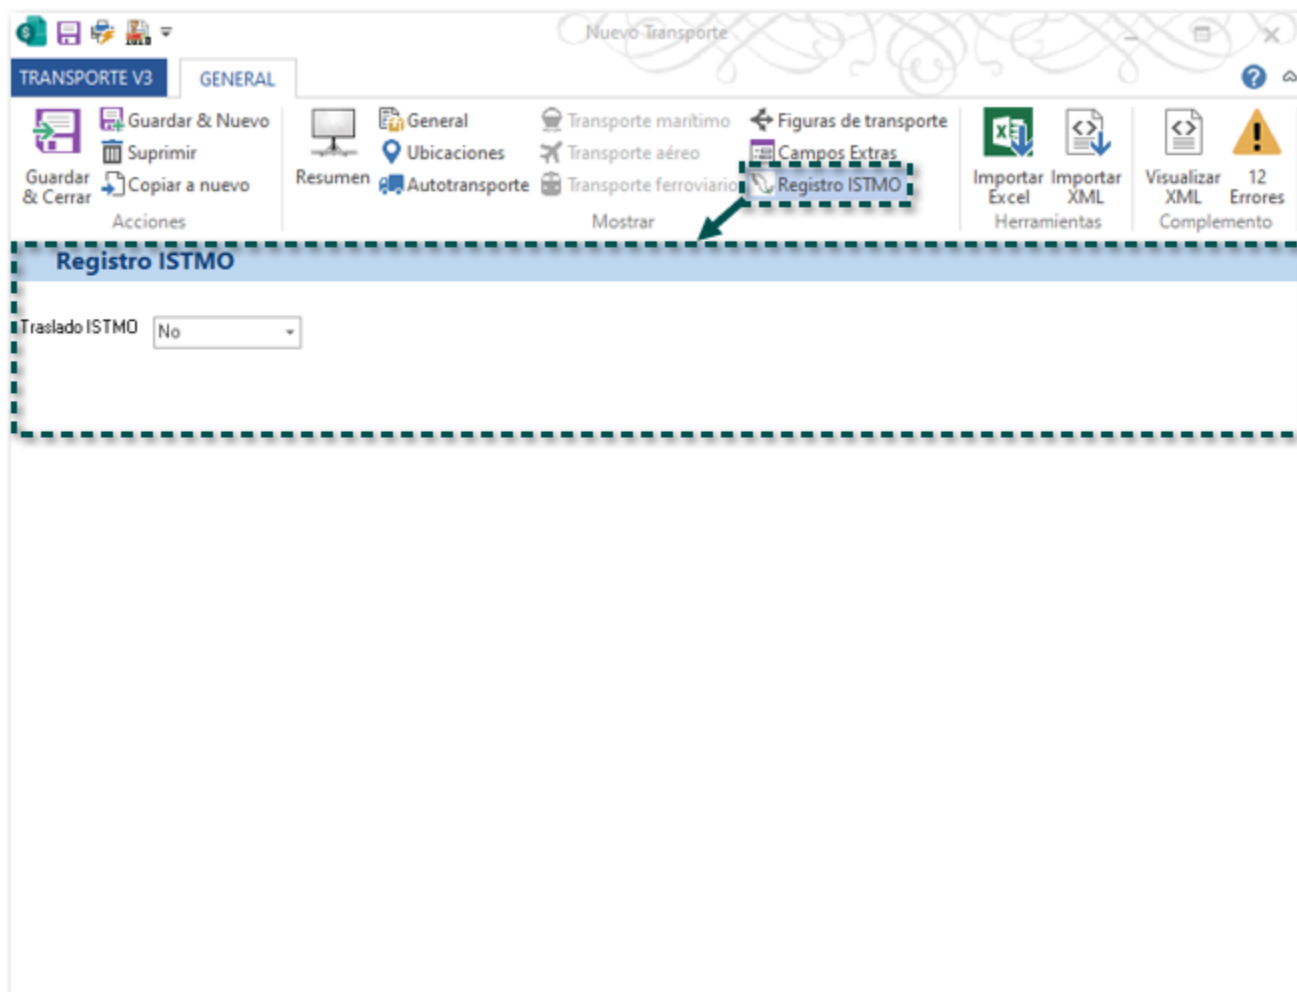 Nuevo Transporte
TRANSPORTE V3
GENERAL
Guardar & Cerrar
Guardar & Nuevo
Suprimir
Copiar a nuevo
Acciones
Resumen
General
Ubicaciones
Autotransporte
Transporte marítimo
Transporte aéreo
Transporte ferroviario
Figuras de transporte
Campos Extras
Registro ISTMO
Mostrar
Importar Excel
Importar XML
Herramientas
Visualizar XML
12 Errores
Complemento
Registro ISTMO
Traslado ISTMO
No